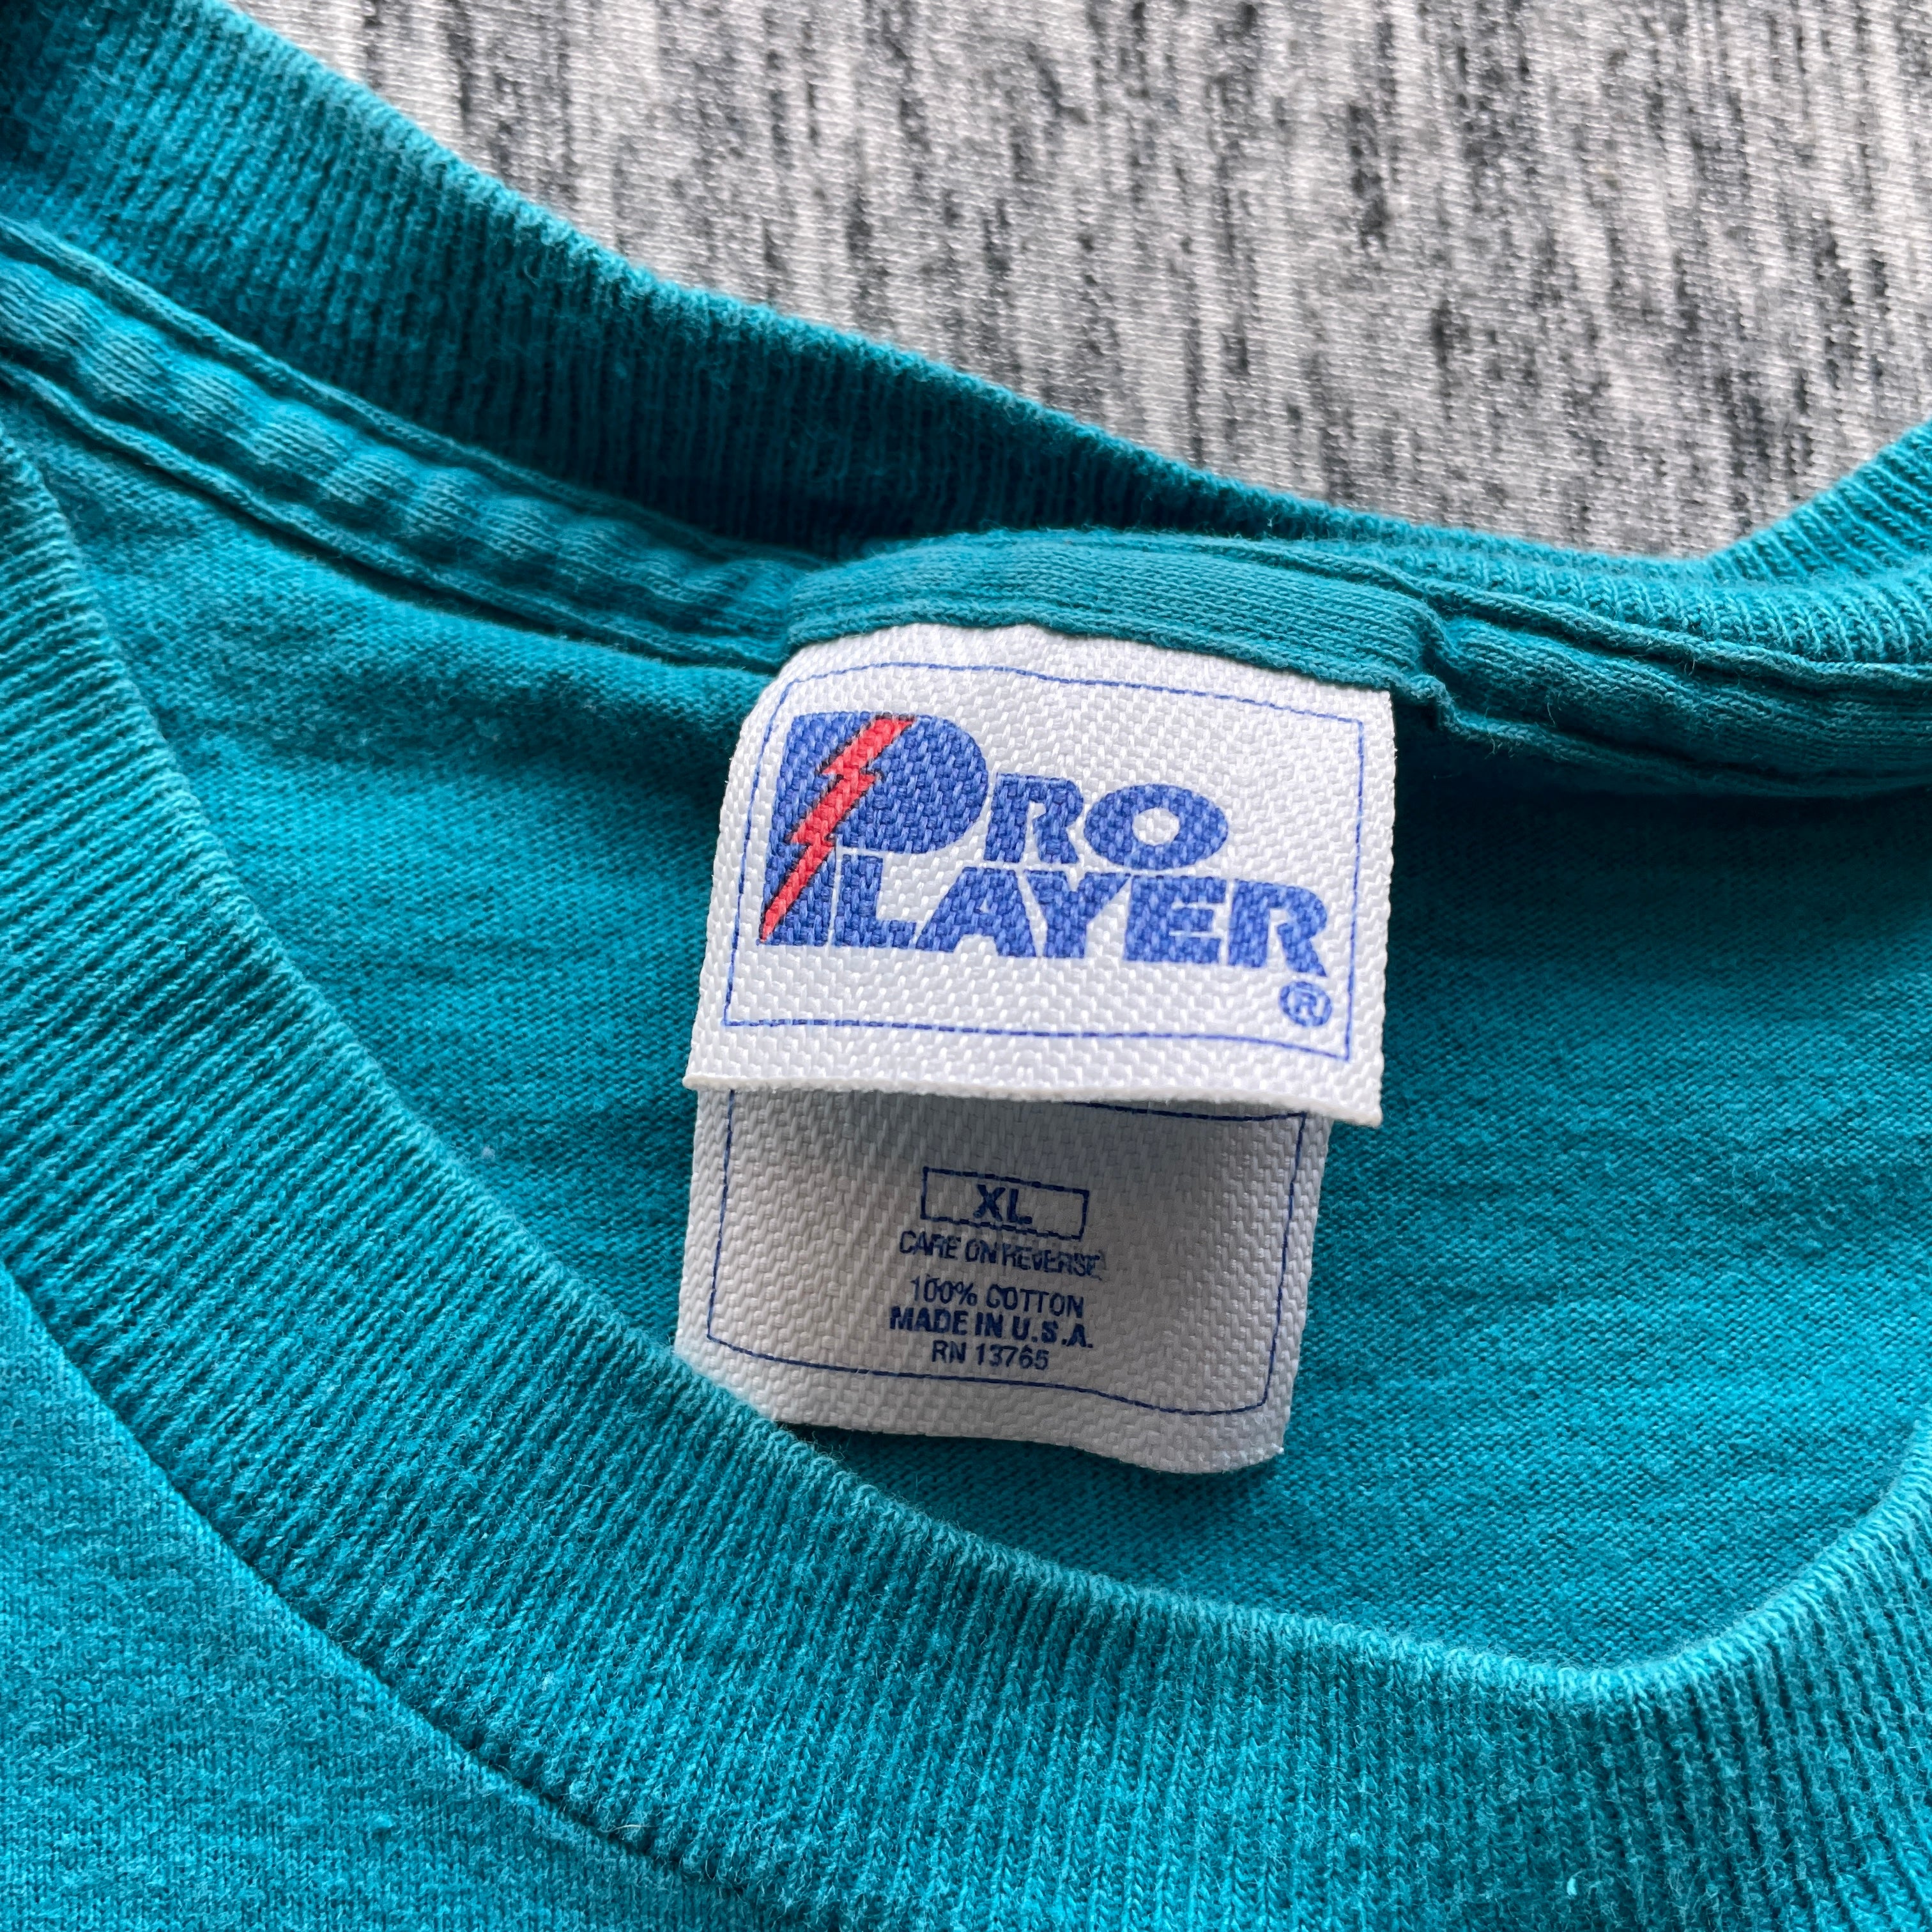 PRO
PLAYER
®
XL
CARE ON REVERSE
100% COTTON
MADE IN U.S.A.
RN 13765